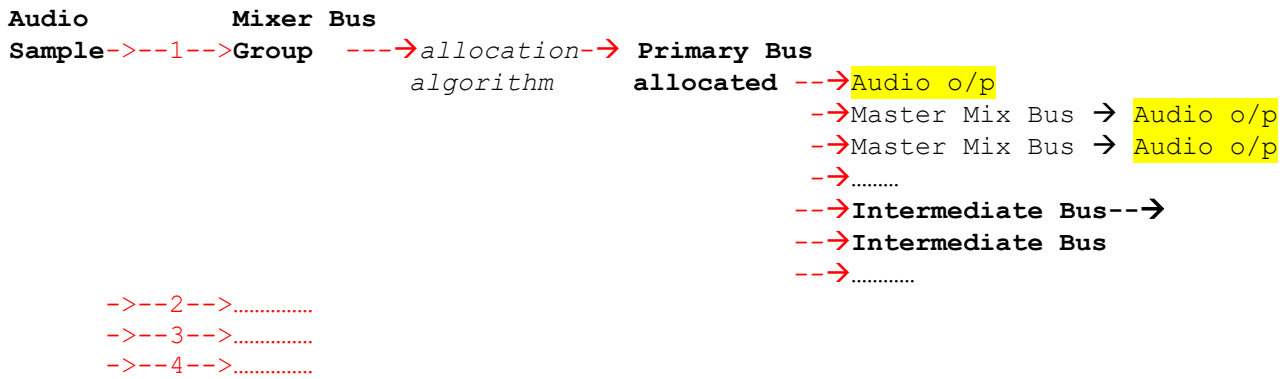 Audio Mixer Bus
Sample->--1-->Group ---→allocation-→ Primary Bus
algorithm allocated --→Audio o/p
-→Master Mix Bus → Audio o/p
-→Master Mix Bus → Audio o/p
-→………
--→Intermediate Bus--→
--→Intermediate Bus
--→…………
->--2-->……………
->--3-->……………
->--4-->……………